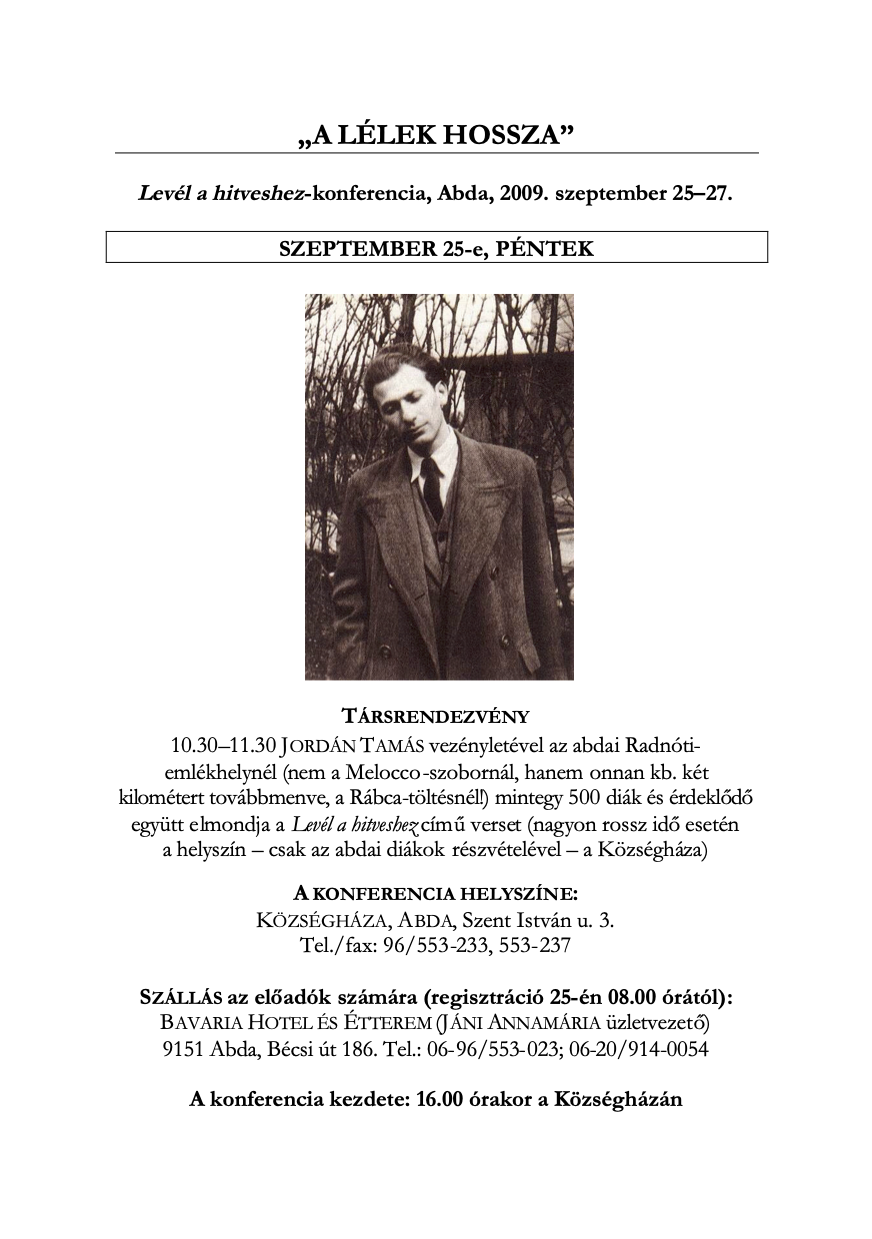 „A LÉLEK HOSSZA”
Levél a hitveshez-konferencia, Abda, 2009. szeptember 25–27.
SZEPTEMBER 25-e, PÉNTEK
TÁRSRENDEZVÉNY
10.30–11.30 JORDÁN TAMÁS vezényletével az abdai Radnóti-
emlékhelynél (nem a Melocco-szobornál, hanem onnan kb. két
kilométert továbbmenve, a Rábca-töltésnél!) mintegy 500 diák és érdeklődő
együtt elmondja a Levél a hitveshez című verset (nagyon rossz idő esetén
a helyszín – csak az abdai diákok részvételével – a Községháza)
A KONFERENCIA HELYSZÍNE:
KÖZSÉGHÁZA, ABDA, Szent István u. 3.
Tel./fax: 96/553-233, 553-237
SZÁLLÁS az előadók számára (regisztráció 25-én 08.00 órától):
BAVARIA HOTEL ÉS ÉTTEREM (JÁNI ANNAMÁRIA üzletvezető)
9151 Abda, Bécsi út 186. Tel.: 06-96/553-023; 06-20/914-0054
A konferencia kezdete: 16.00 órakor a Községházán